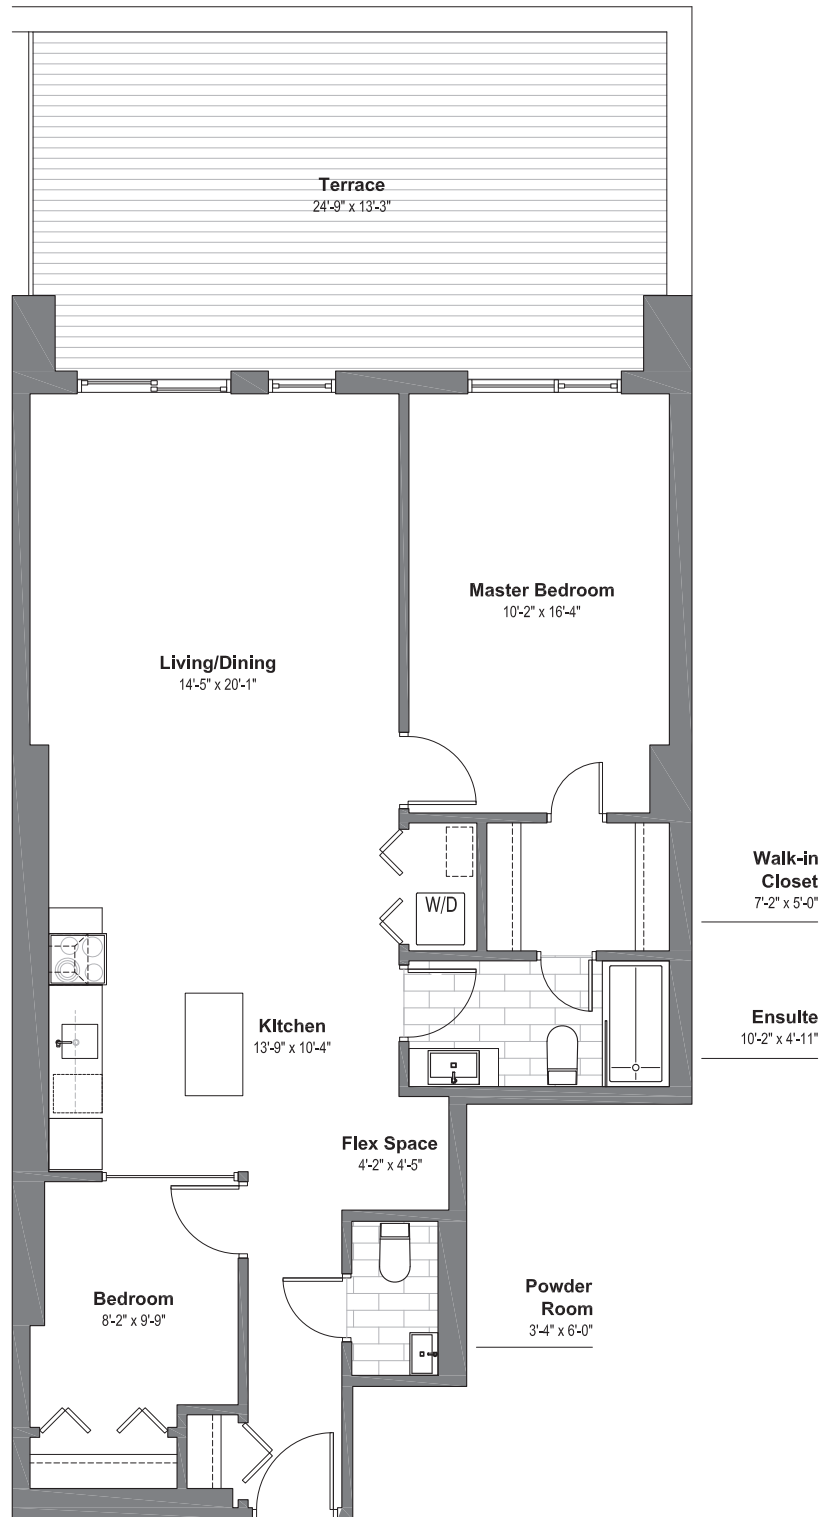 Terrace
24'-9" x 13'-3"
Master Bedroom
10'-2" x 16'-4"
Living/Dining
14'-5" x 20'-1"
Walk-in
Closet
7'-2" x 5'-0"
W/D
Ensuite
10'-2" x 4'-11"
KItchen
13'-9" x 10'-4"
Flex Space
4'-2" x 4'-5"
Bedroom
8'-2" x 9'-9"
Powder
Room
3'-4" x 6'-0"